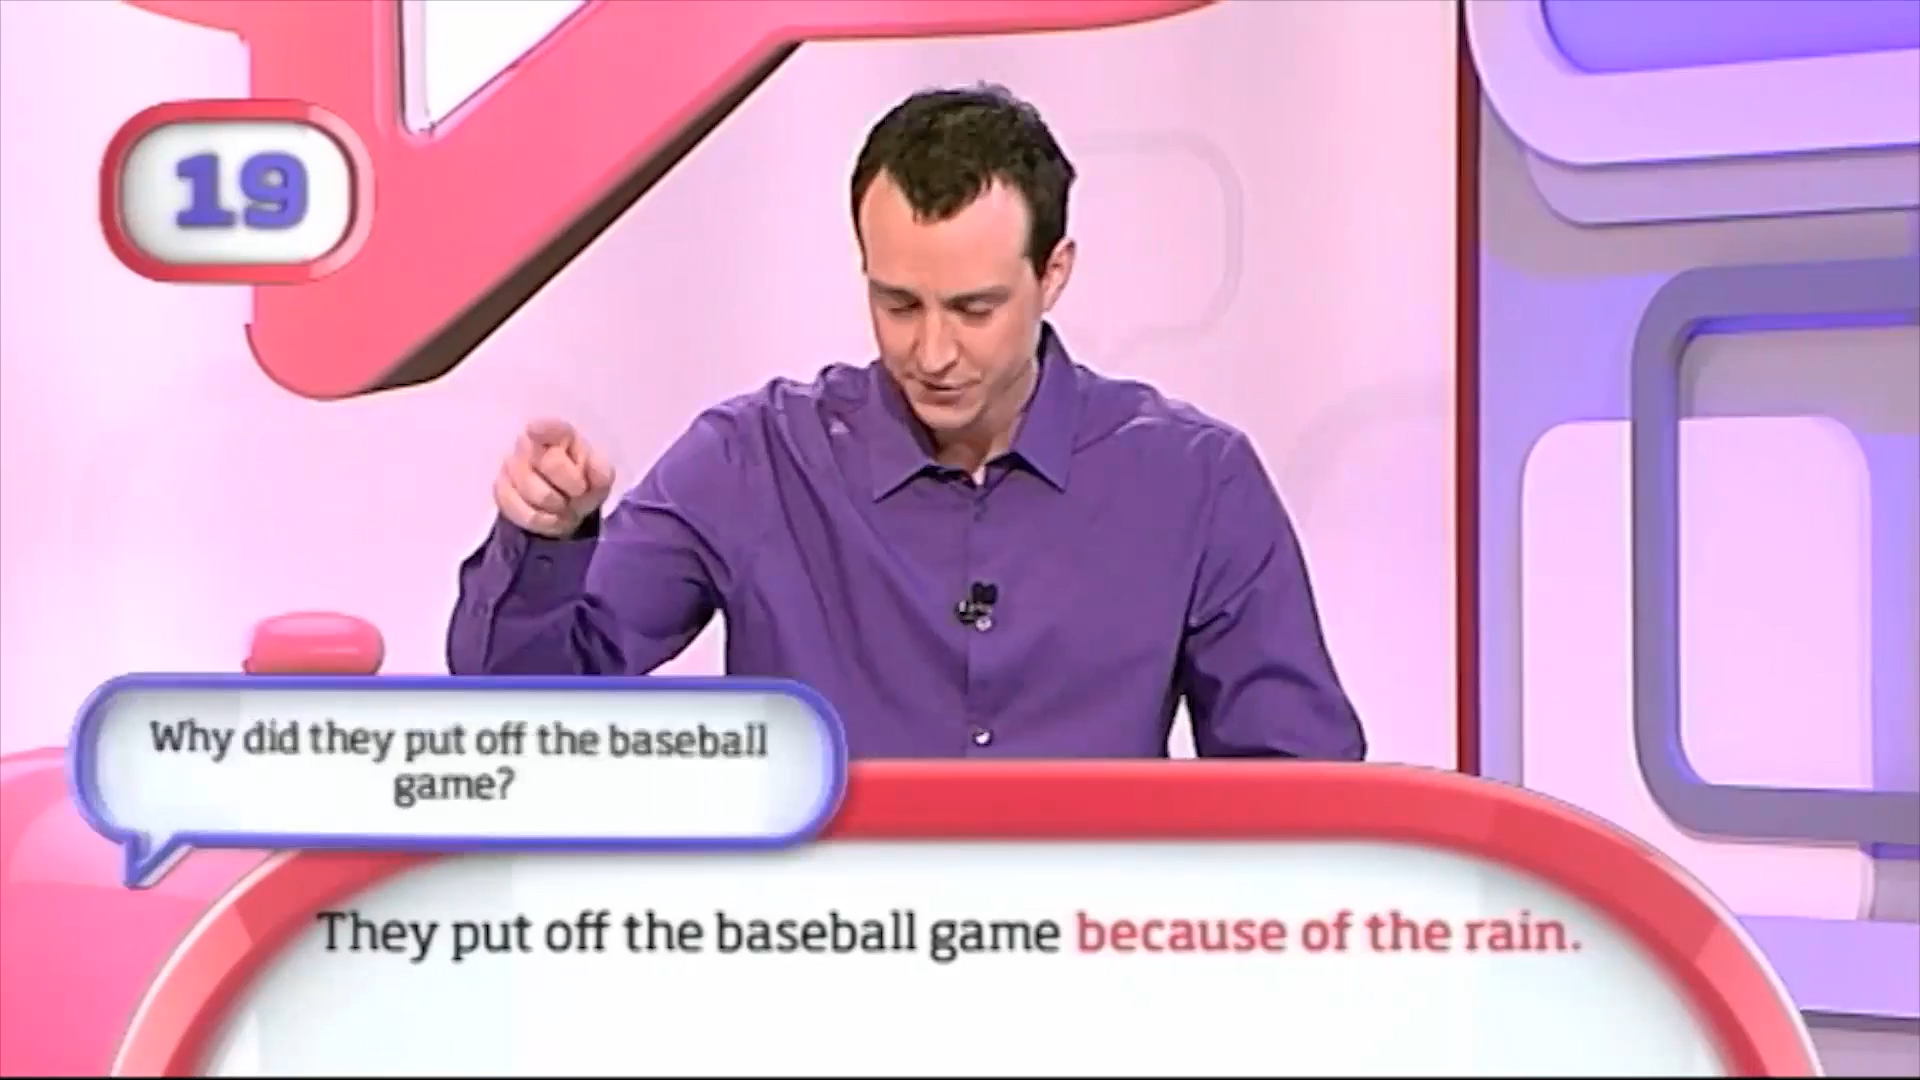 19
Why did they put off the baseball
game?
They put off the baseball game because of the rain.